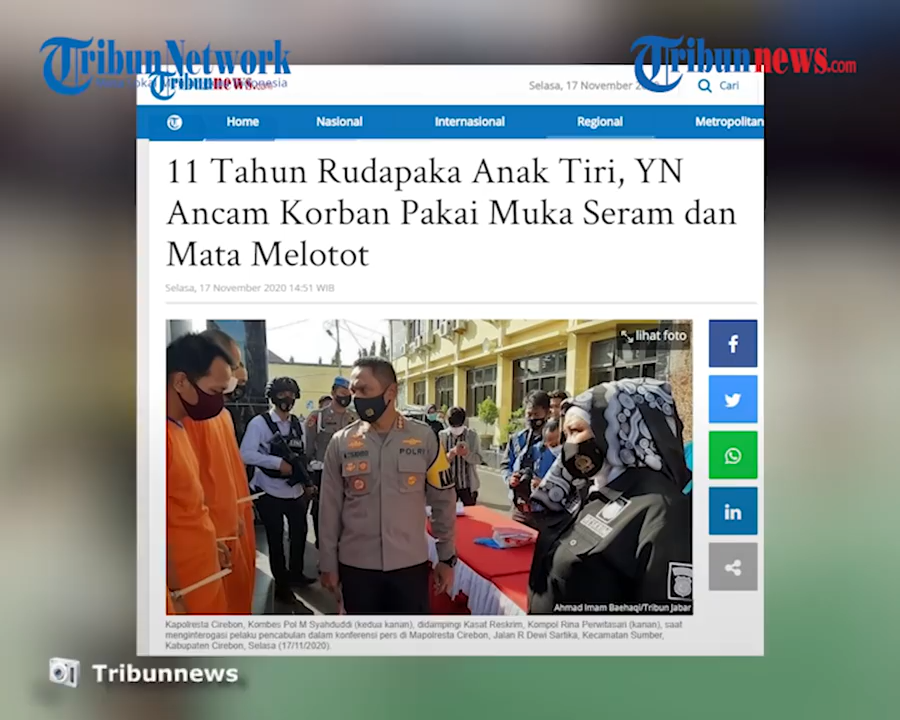 Tribun Network
Tribunnews.com
Tribunnews.com
Selasa, 17 November
Cari
Home
Nasional
Internasional
Regional
Metropolitan
11 Tahun Rudapaka Anak Tiri, YN
Ancam Korban Pakai Muka Seram dan
Mata Melotot
Selasa, 17 November 2020 14:51 WIB
lihat foto
POLRI
Ahmad Imam Baehaqi/Tribun Jabar
Kapolresta Cirebon, Kombes Pol M Syahduddi (kedua kanan), didampingi Kasat Reskrim, Kompol Rina Perwitasari (kanan), saat
menginterogasi pelaku pencabulan dalam konferensi pers di Mapolresta Cirebon, Jalan R Dewi Sartika, Kecamatan Sumber,
Kabupaten Cirebon, Selasa (17/11/2020).
Tribunnews